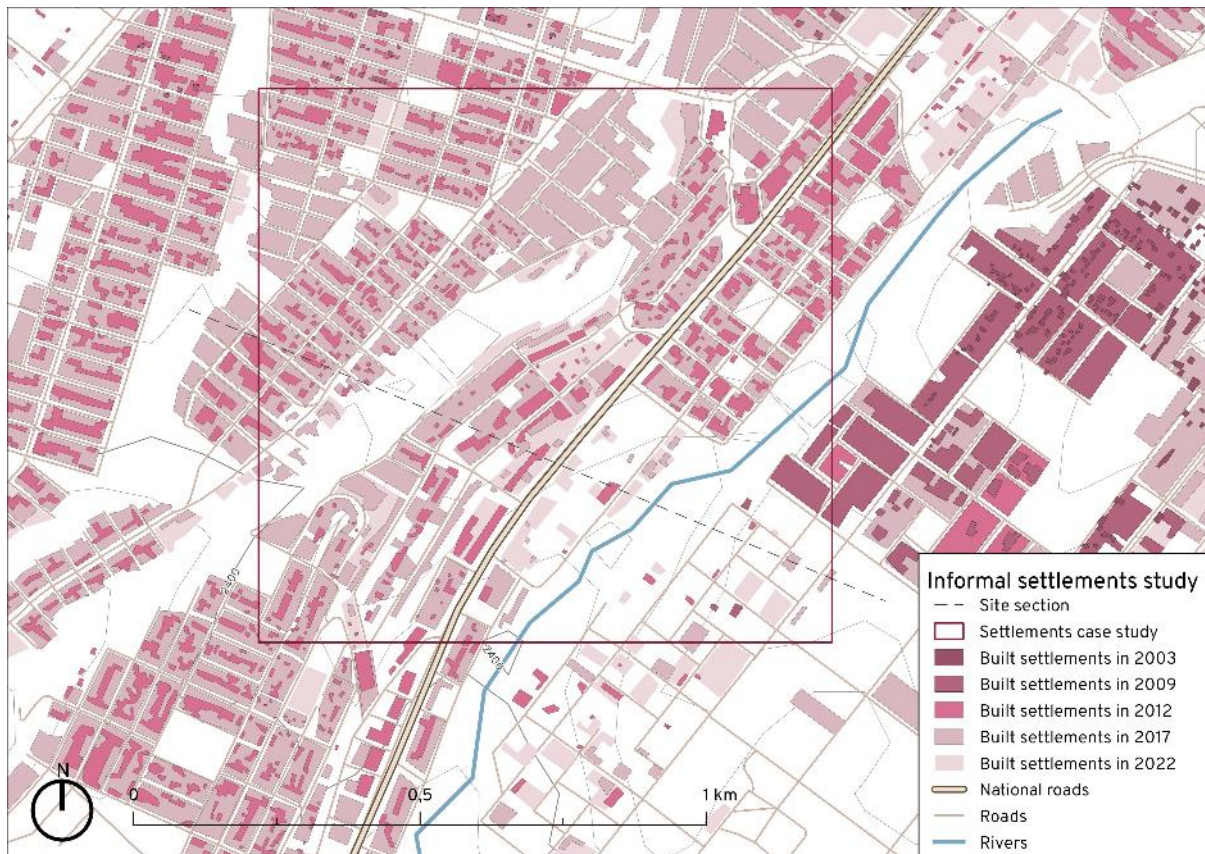 2400
2400
N
0
0,5
1 km
Informal settlements study
Site section
Settlements case study
Built settlements in 2003
Built settlements in 2009
Built settlements in 2012
Built settlements in 2017
Built settlements in 2022
National roads
Roads
Rivers